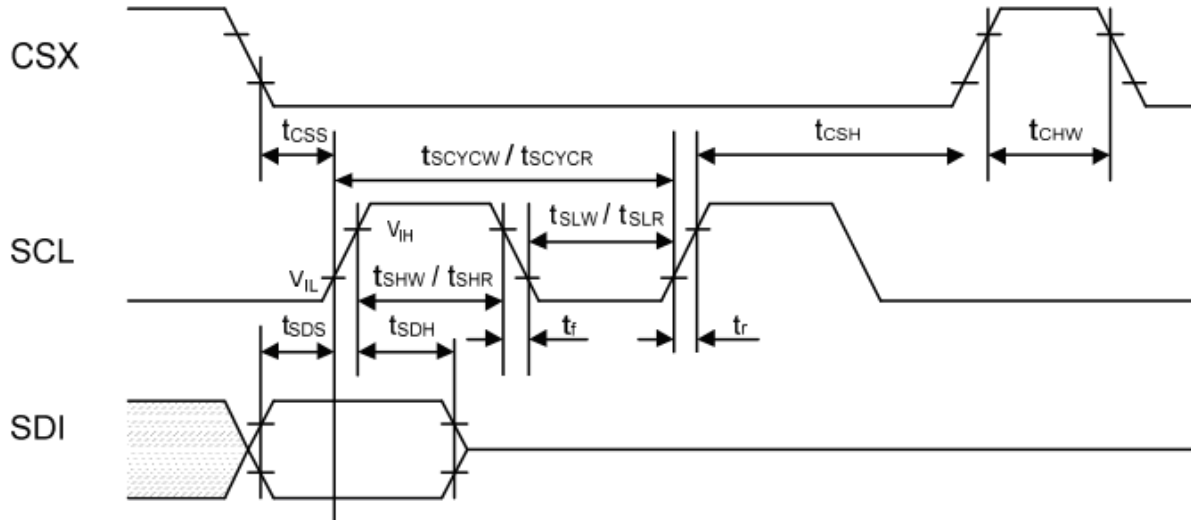 CSX
tCSS
tSCYCW / tSCYCR
tCSH
tCHW
SCL
VIH
VIL
tSLW / tSLR
tSHW / tSHR
tSDS
tSDH
tf
tr
SDI